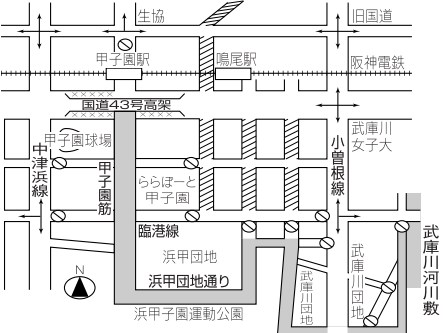 生協
旧国道
甲子園駅
鳴尾駅
阪神電鉄
国道43号高架
甲子園球場
武庫川
女子大
中津浜線
甲子園筋
小曽根線
ららぽーと
甲子園
臨港線
浜甲団地
浜甲団地通り
武庫川団地
武庫川団地
武庫川河川敷
浜甲子園運動公園
N